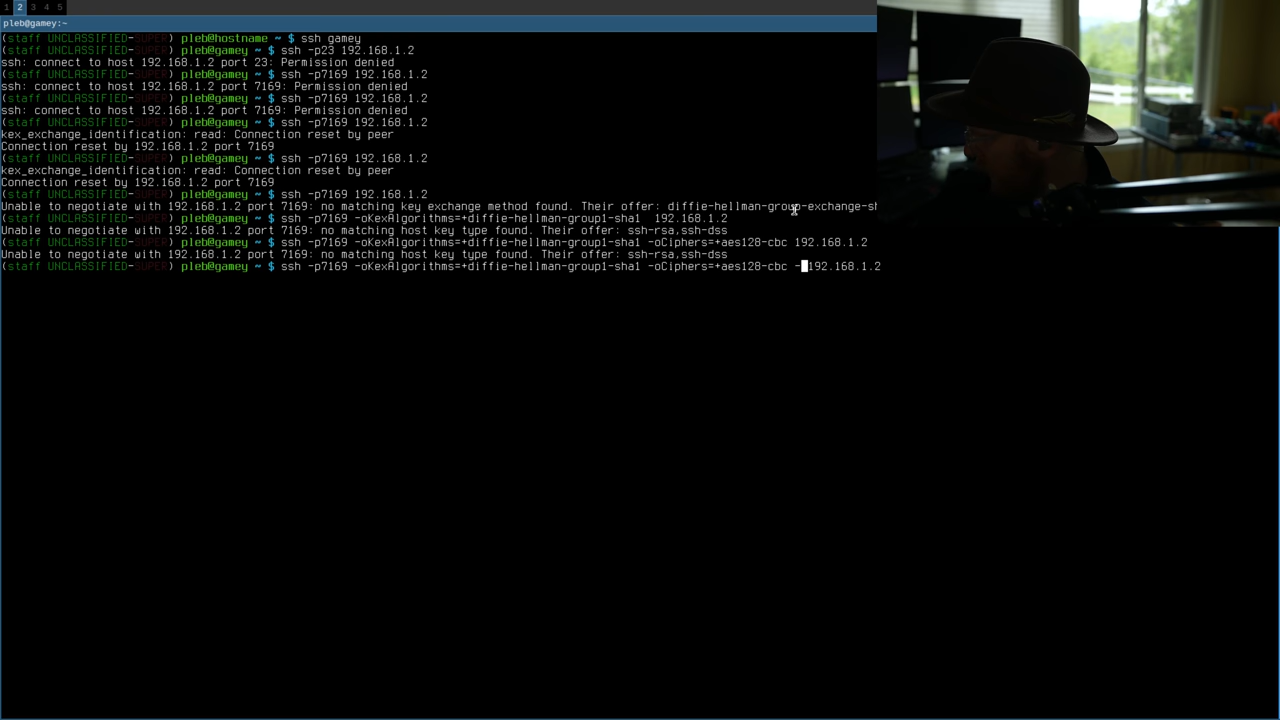 1 2 3 4 5
pleb@gamey:~
(staff UNCLASSIFIED-SUPER) pleb@hostname ~ $ ssh gamey
(staff UNCLASSIFIED-SUPER) pleb@gamey ~ $ ssh -p23 192.168.1.2
ssh: connect to host 192.168.1.2 port 23: Permission denied
(staff UNCLASSIFIED-SUPER) pleb@gamey ~ $ ssh -p7169 192.168.1.2
ssh: connect to host 192.168.1.2 port 7169: Permission denied
(staff UNCLASSIFIED-SUPER) pleb@gamey ~ $ ssh -p7169 192.168.1.2
ssh: connect to host 192.168.1.2 port 7169: Permission denied
(staff UNCLASSIFIED-SUPER) pleb@gamey ~ $ ssh -p7169 192.168.1.2
kex_exchange_identification: read: Connection reset by peer
Connection reset by 192.168.1.2 port 7169
(staff UNCLASSIFIED-SUPER) pleb@gamey ~ $ ssh -p7169 192.168.1.2
kex_exchange_identification: read: Connection reset by peer
Connection reset by 192.168.1.2 port 7169
(staff UNCLASSIFIED-SUPER) pleb@gamey ~ $ ssh -p7169 192.168.1.2
Unable to negotiate with 192.168.1.2 port 7169: no matching key exchange method found. Their offer: diffie-hellman-group-exchange-sh
(staff UNCLASSIFIED-SUPER) pleb@gamey ~ $ ssh -p7169 -oKexAlgorithms=+diffie-hellman-group1-sha1  192.168.1.2
Unable to negotiate with 192.168.1.2 port 7169: no matching host key type found. Their offer: ssh-rsa,ssh-dss
(staff UNCLASSIFIED-SUPER) pleb@gamey ~ $ ssh -p7169 -oKexAlgorithms=+diffie-hellman-group1-sha1 -oCiphers=+aes128-cbc 192.168.1.2
Unable to negotiate with 192.168.1.2 port 7169: no matching host key type found. Their offer: ssh-rsa,ssh-dss
(staff UNCLASSIFIED-SUPER) pleb@gamey ~ $ ssh -p7169 -oKexAlgorithms=+diffie-hellman-group1-sha1 -oCiphers=+aes128-cbc - 192.168.1.2